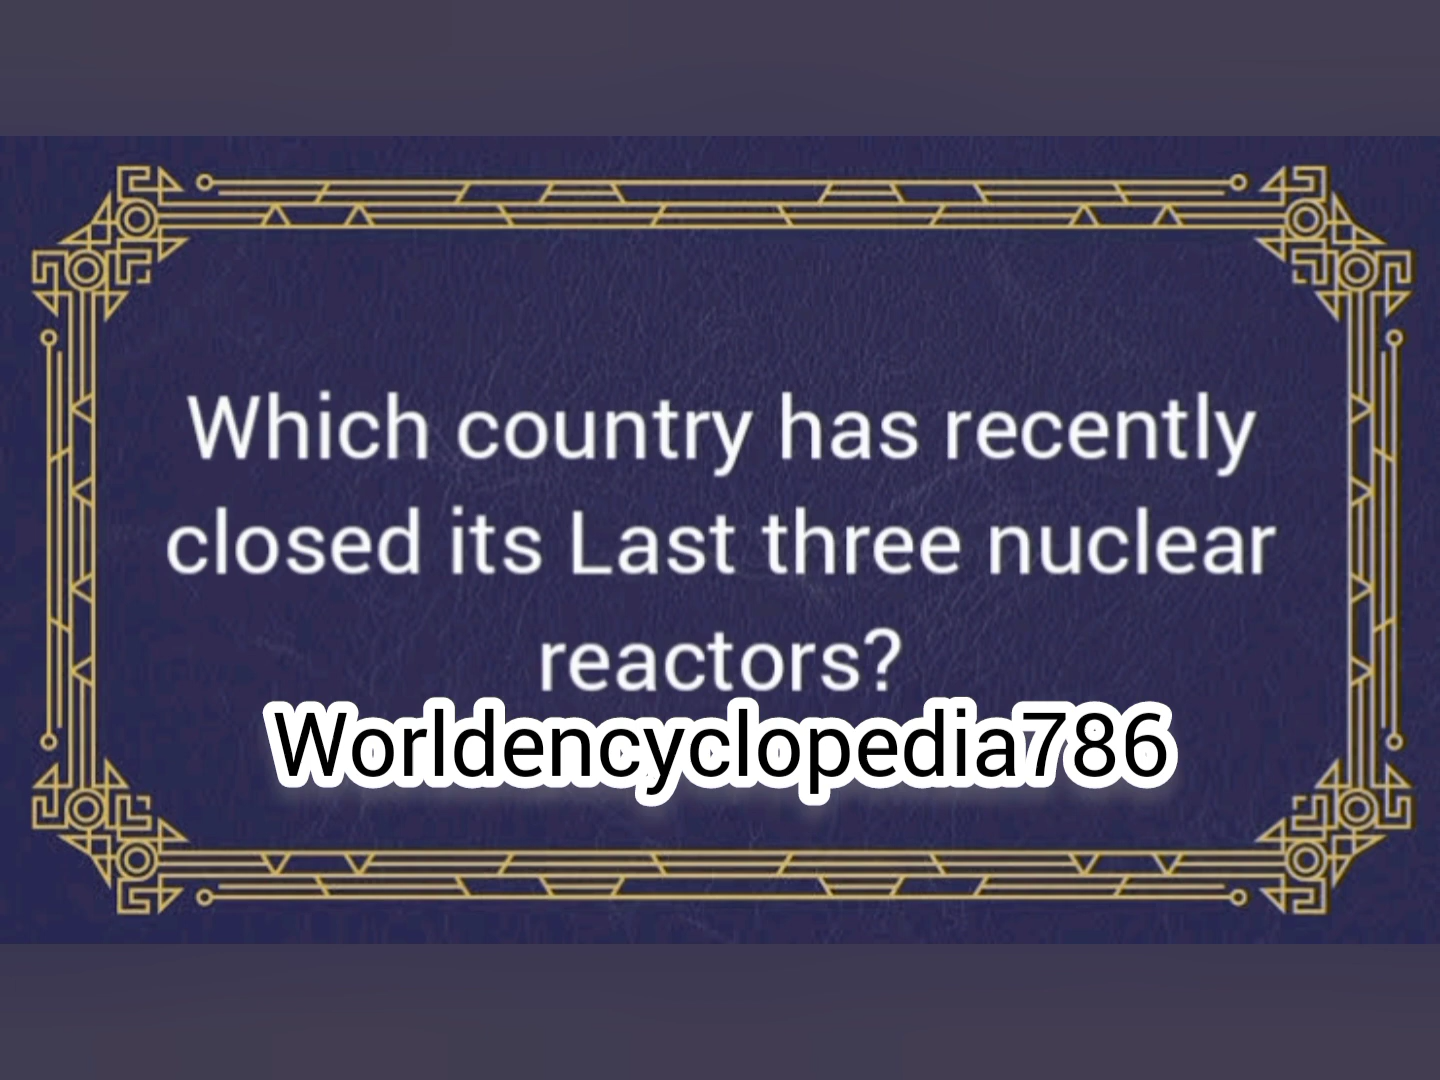 Which country has recently
closed its Last three nuclear
reactors?
Worldencyclopedia786